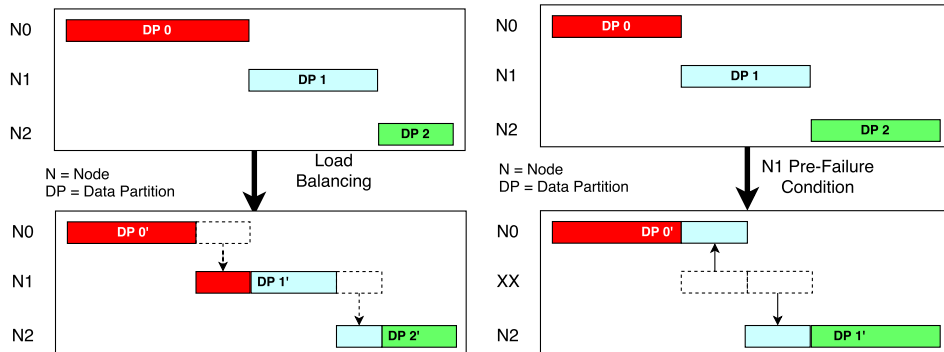 N0
DP 0
N1
DP 1
N2
DP 2
N = Node
DP = Data Partition
Load
Balancing
N0
DP 0'
N1
DP 1'
N2
DP 2'
N0
DP 0
N1
DP 1
N2
DP 2
N = Node
DP = Data Partition
N1 Pre-Failure
Condition
N0
DP 0'
XX
N2
DP 1'